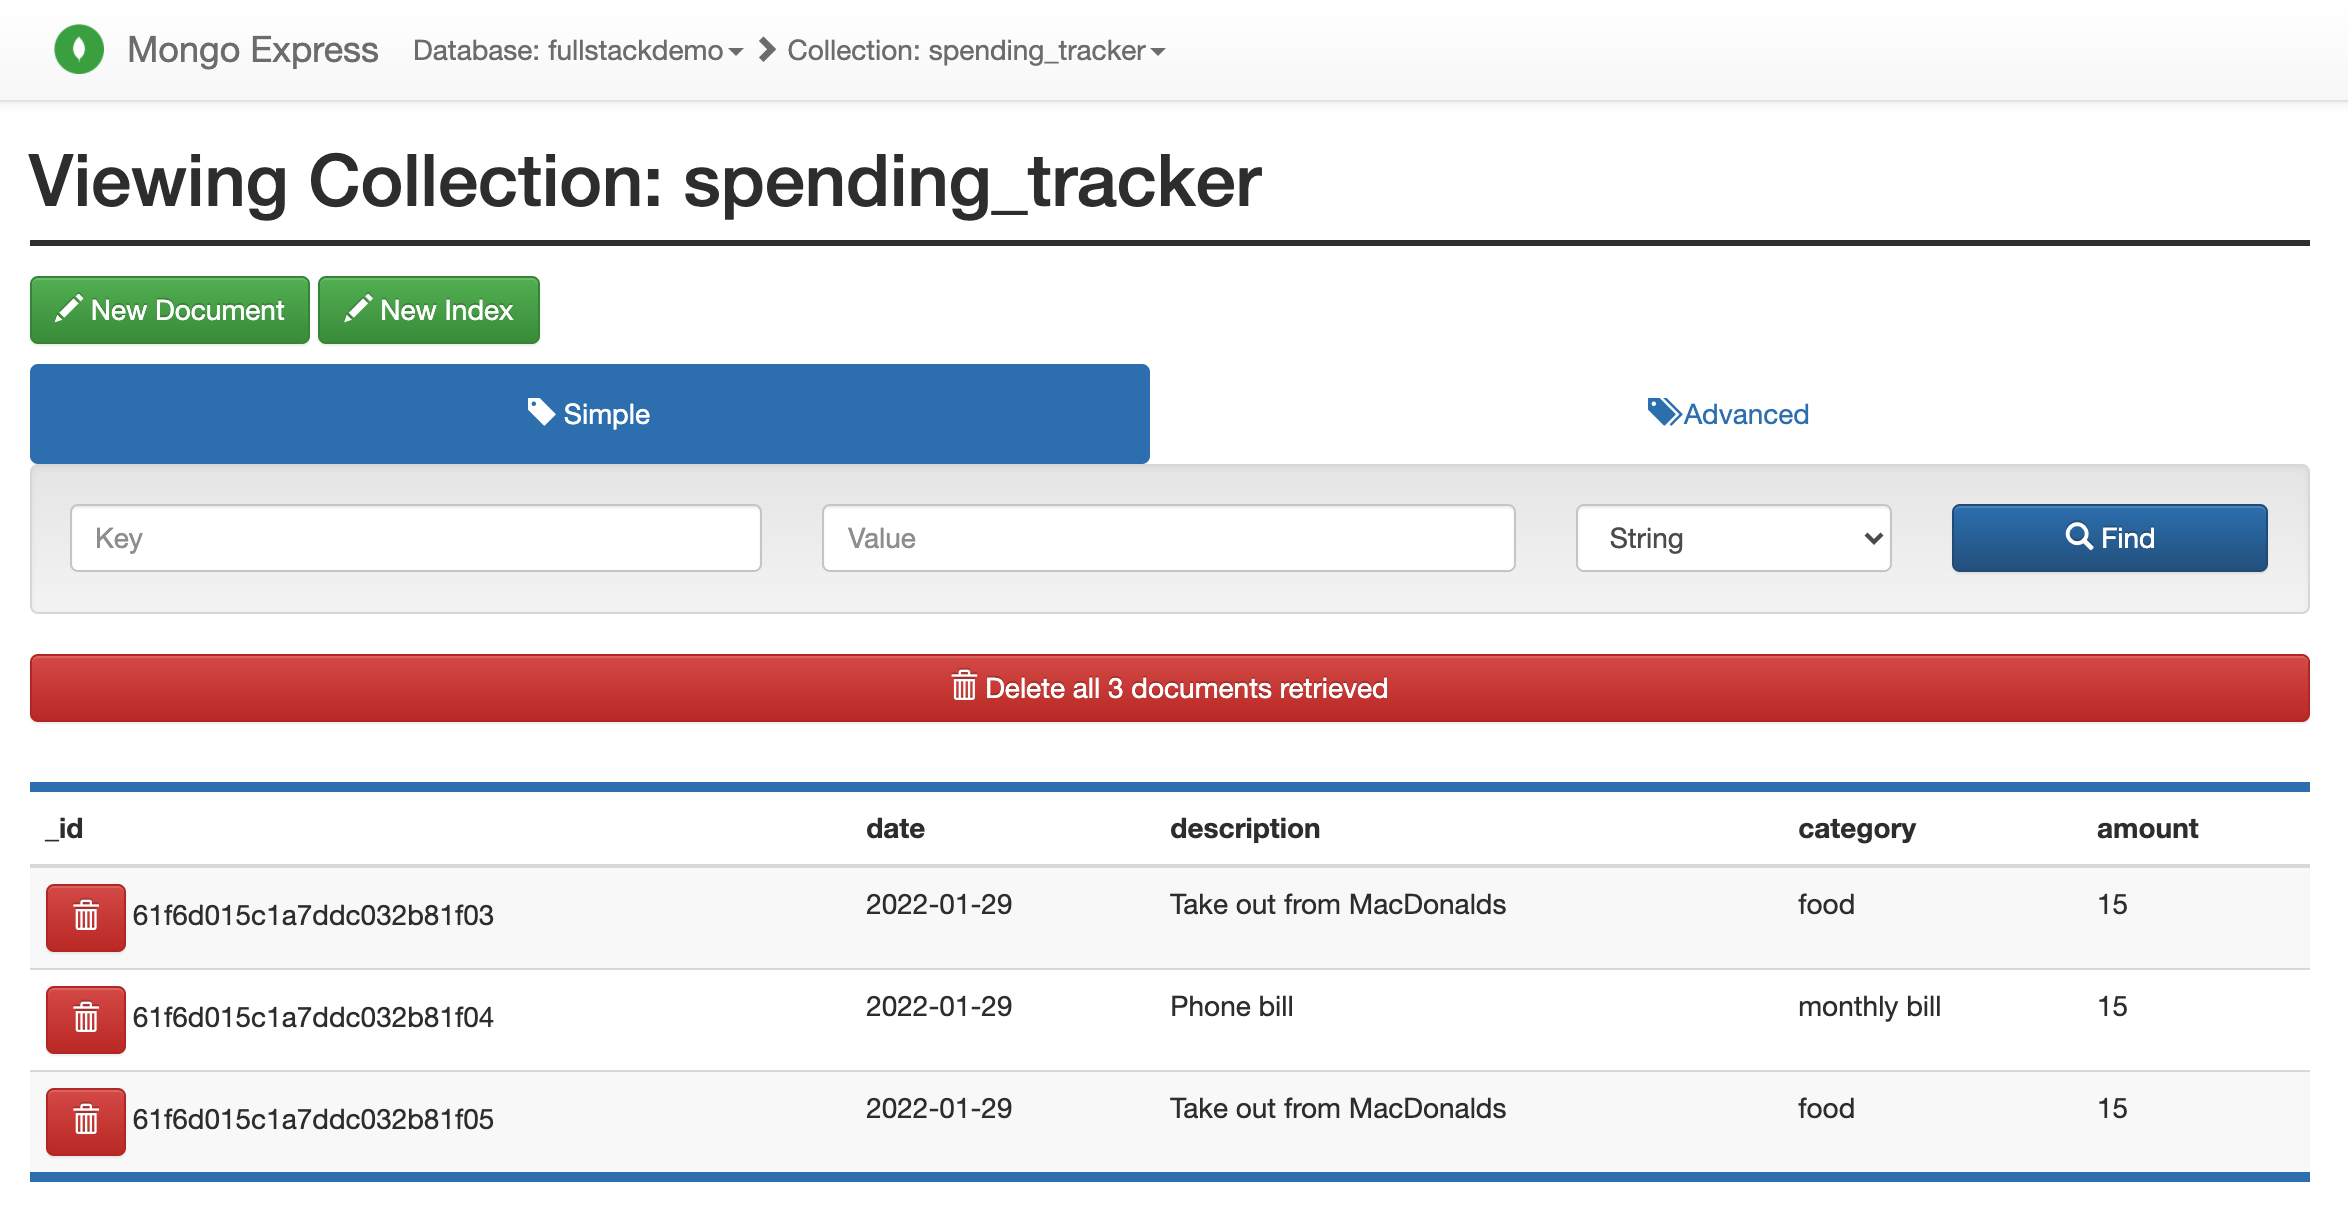 Mongo Express Database: fullstackdemo Collection: spending_tracker
Viewing Collection: spending_tracker
New Document New Index
Simple Advanced
Key Value String Find
Delete all 3 documents retrieved
_id date description category amount
61f6d015c1a7ddc032b81f03 2022-01-29 Take out from MacDonalds food 15
61f6d015c1a7ddc032b81f04 2022-01-29 Phone bill monthly bill 15
61f6d015c1a7ddc032b81f05 2022-01-29 Take out from MacDonalds food 15